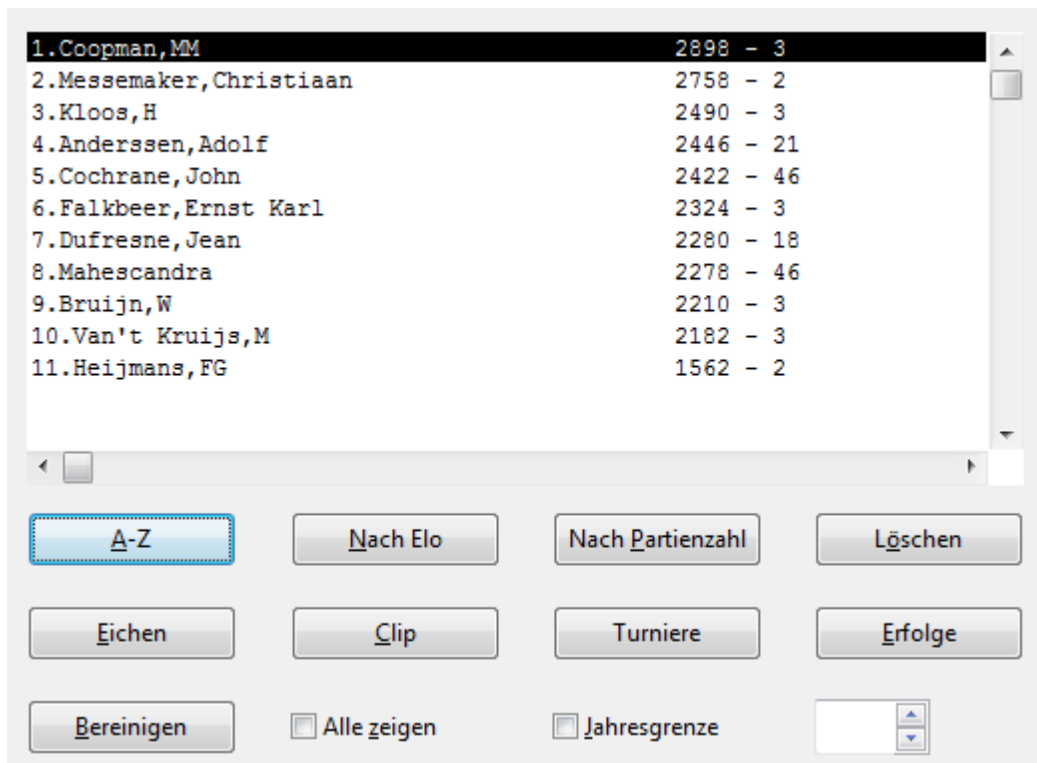 1.Coopman,MM 2898 - 3
2.Messemaker,Christiaan 2758 - 2
3.Kloos,H 2490 - 3
4.Anderssen,Adolf 2446 - 21
5.Cochrane,John 2422 - 46
6.Falkbeer,Ernst Karl 2324 - 3
7.Dufresne,Jean 2280 - 18
8.Mahescandra 2278 - 46
9.Bruijn,W 2210 - 3
10.Van't Kruijs,M 2182 - 3
11.Heijmans,FG 1562 - 2
A-Z Nach Elo Nach Partienzahl Löschen
Eichen Clip Turniere Erfolge
Bereinigen Alle zeigen Jahresgrenze